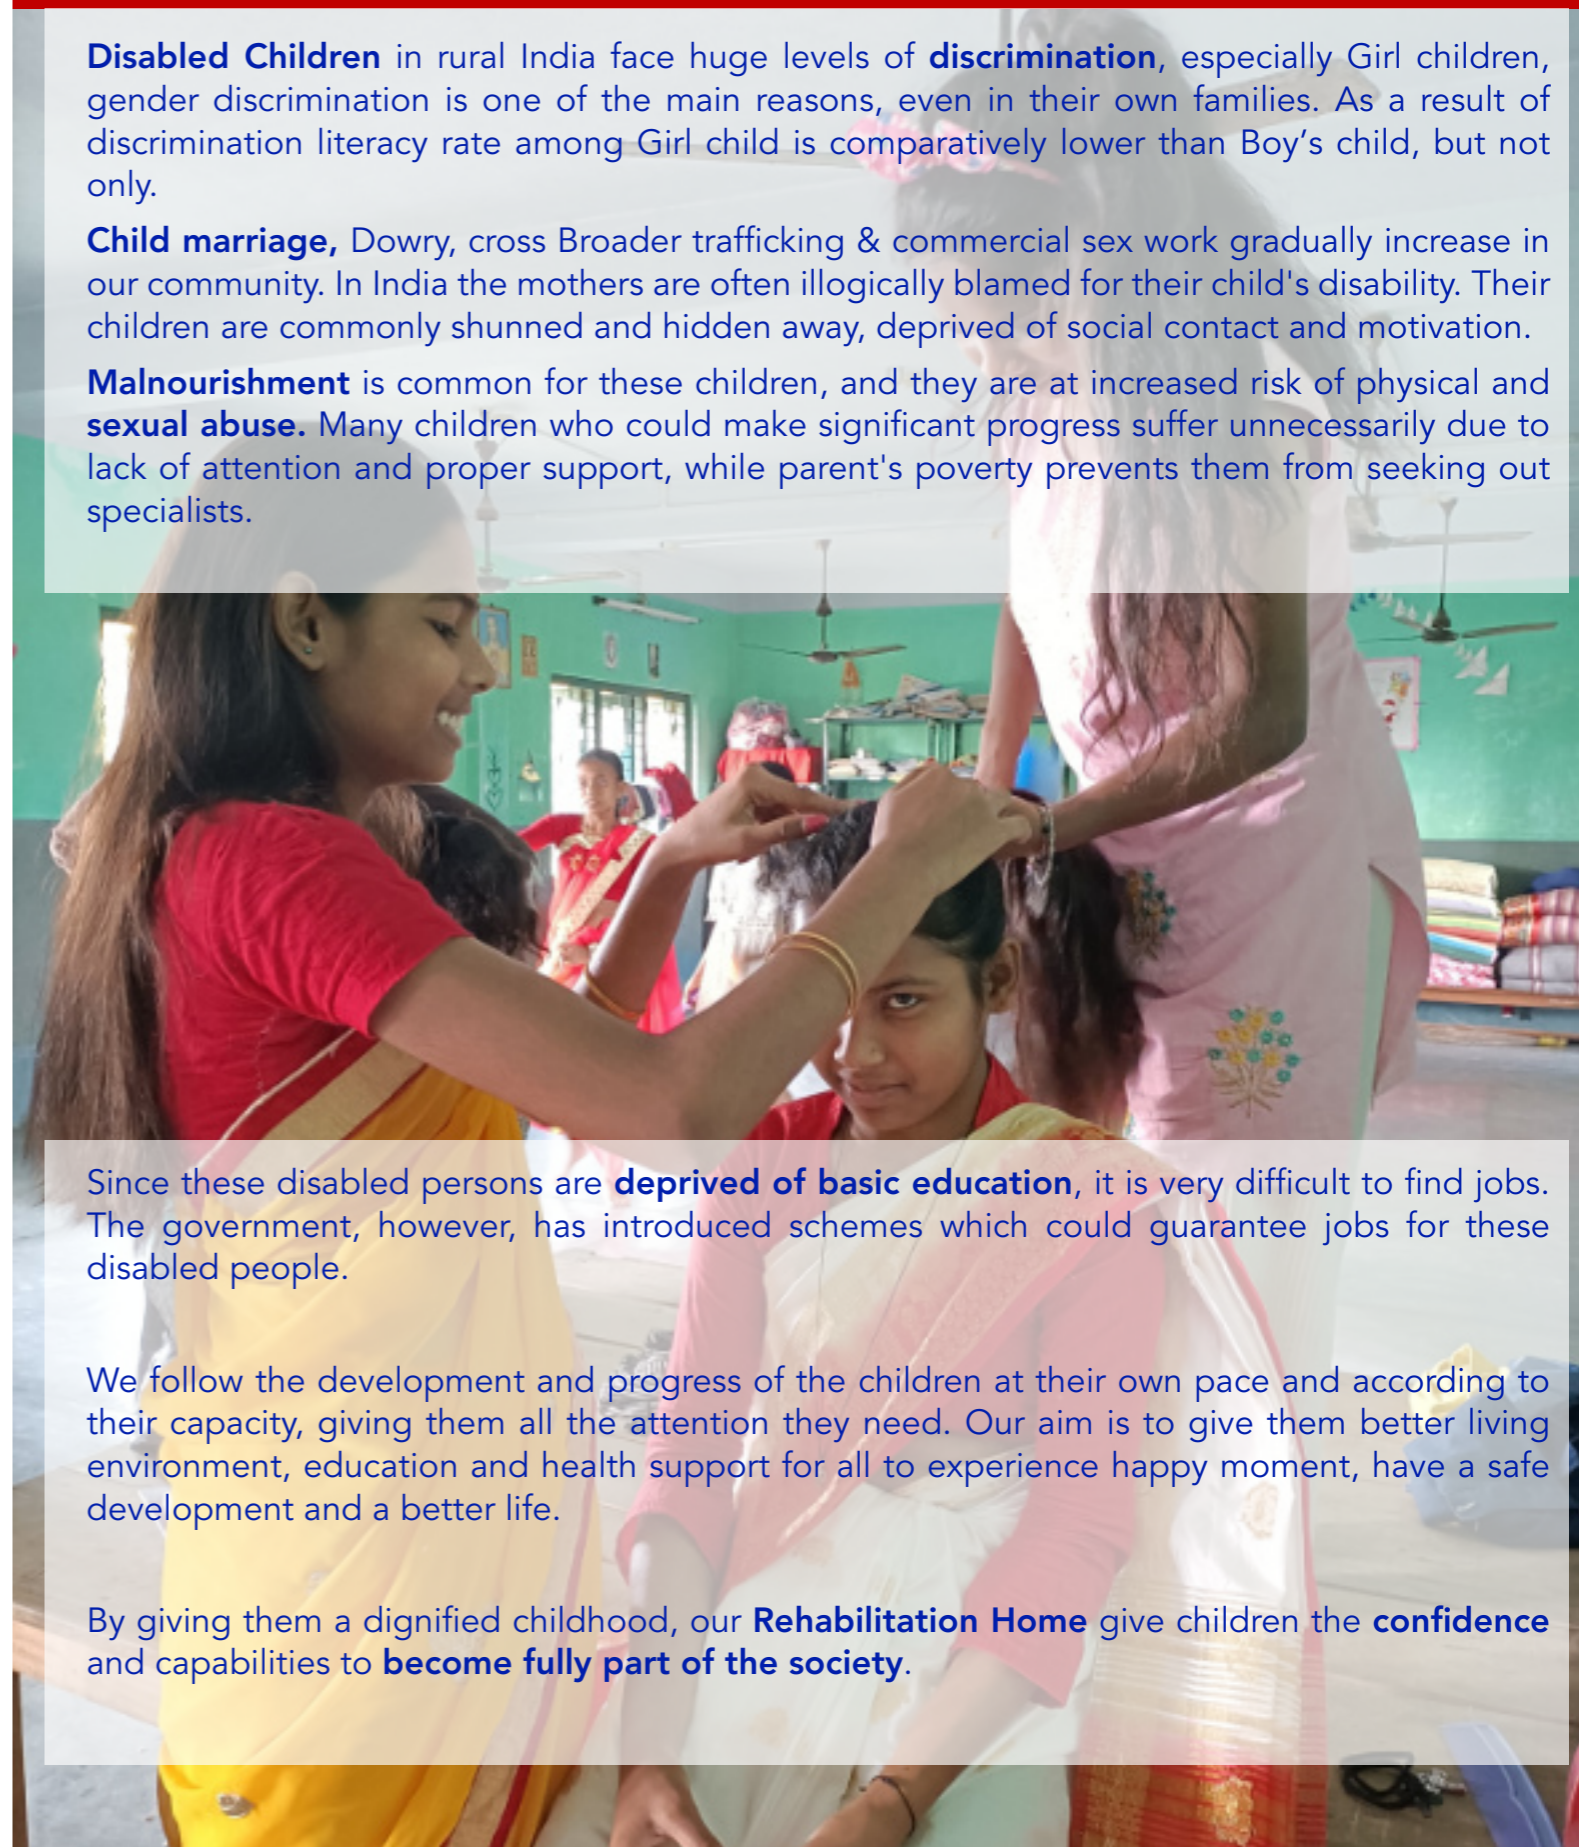 Disabled Children in rural India face huge levels of discrimination, especially Girl children,
gender discrimination is one of the main reasons, even in their own families. As a result of
discrimination literacy rate among Girl child is comparatively lower than Boy’s child, but not
only.
Child marriage, Dowry, cross Broader trafficking & commercial sex work gradually increase in
our community. In India the mothers are often illogically blamed for their child's disability. Their
children are commonly shunned and hidden away, deprived of social contact and motivation.
Malnourishment is common for these children, and they are at increased risk of physical and
sexual abuse. Many children who could make significant progress suffer unnecessarily due to
lack of attention and proper support, while parent's poverty prevents them from seeking out
specialists.
Since these disabled persons are deprived of basic education, it is very difficult to find jobs.
The government, however, has introduced schemes which could guarantee jobs for these
disabled people.
We follow the development and progress of the children at their own pace and according to
their capacity, giving them all the attention they need. Our aim is to give them better living
environment, education and health support for all to experience happy moment, have a safe
development and a better life.
By giving them a dignified childhood, our Rehabilitation Home give children the confidence
and capabilities to become fully part of the society.